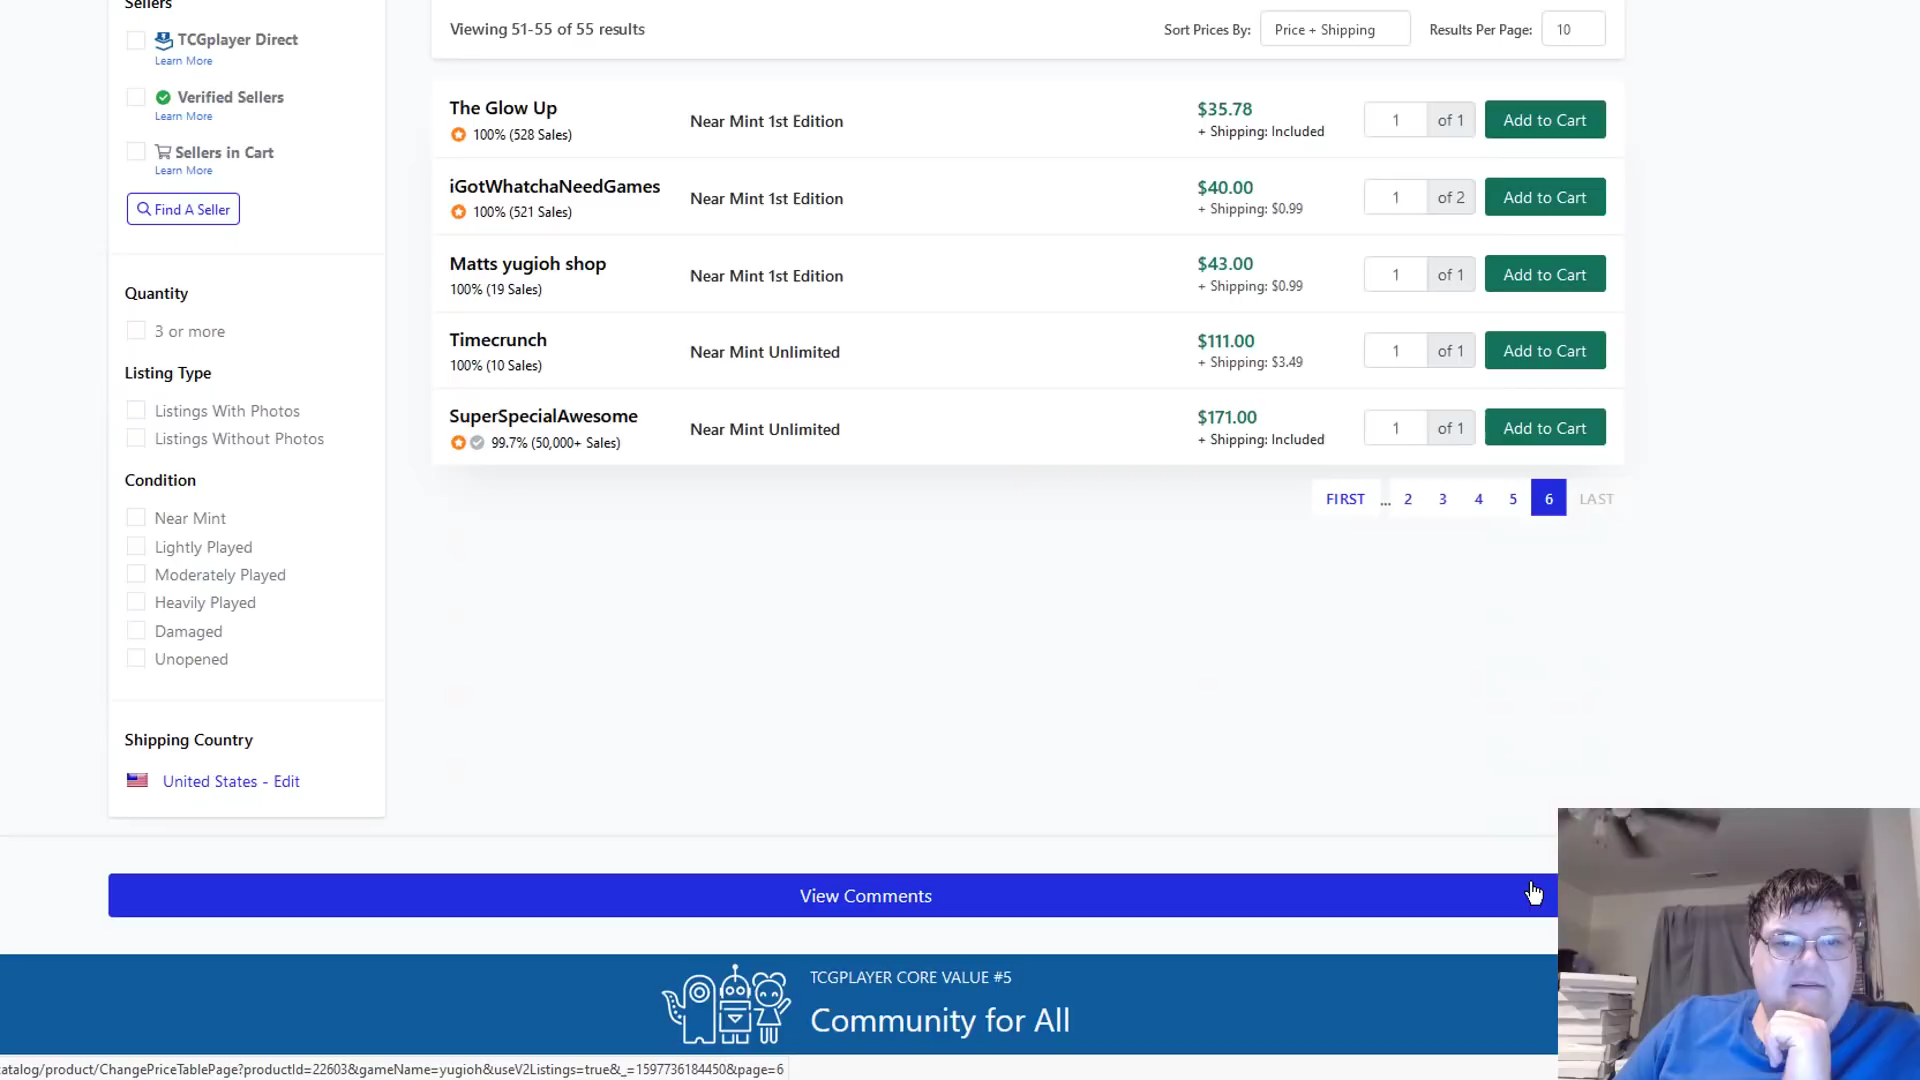 Sellers
TCGplayer Direct
Learn More
Verified Sellers
Learn More
Sellers in Cart
Learn More
Find A Seller
Quantity
3 or more
Listing Type
Listings With Photos
Listings Without Photos
Condition
Near Mint
Lightly Played
Moderately Played
Heavily Played
Damaged
Unopened
Shipping Country
United States - Edit
Viewing 51-55 of 55 results
Sort Prices By: Price + Shipping Results Per Page: 10
The Glow Up
100% (528 Sales)
Near Mint 1st Edition
$35.78
+ Shipping: Included
1 of 1 Add to Cart
iGotWhatchaNeedGames
100% (521 Sales)
Near Mint 1st Edition
$40.00
+ Shipping: $0.99
1 of 2 Add to Cart
Matts yugioh shop
100% (19 Sales)
Near Mint 1st Edition
$43.00
+ Shipping: $0.99
1 of 1 Add to Cart
Timecrunch
100% (10 Sales)
Near Mint Unlimited
$111.00
+ Shipping: $3.49
1 of 1 Add to Cart
SuperSpecialAwesome
99.7% (50,000+ Sales)
Near Mint Unlimited
$171.00
+ Shipping: Included
1 of 1 Add to Cart
FIRST ... 2 3 4 5 6 LAST
View Comments
TCGPLAYER CORE VALUE #5
Community for All
catalog/product/ChangePriceTablePage?productId=22603&gameName=yugioh&useV2Listings=true&_=1597736184450&page=6